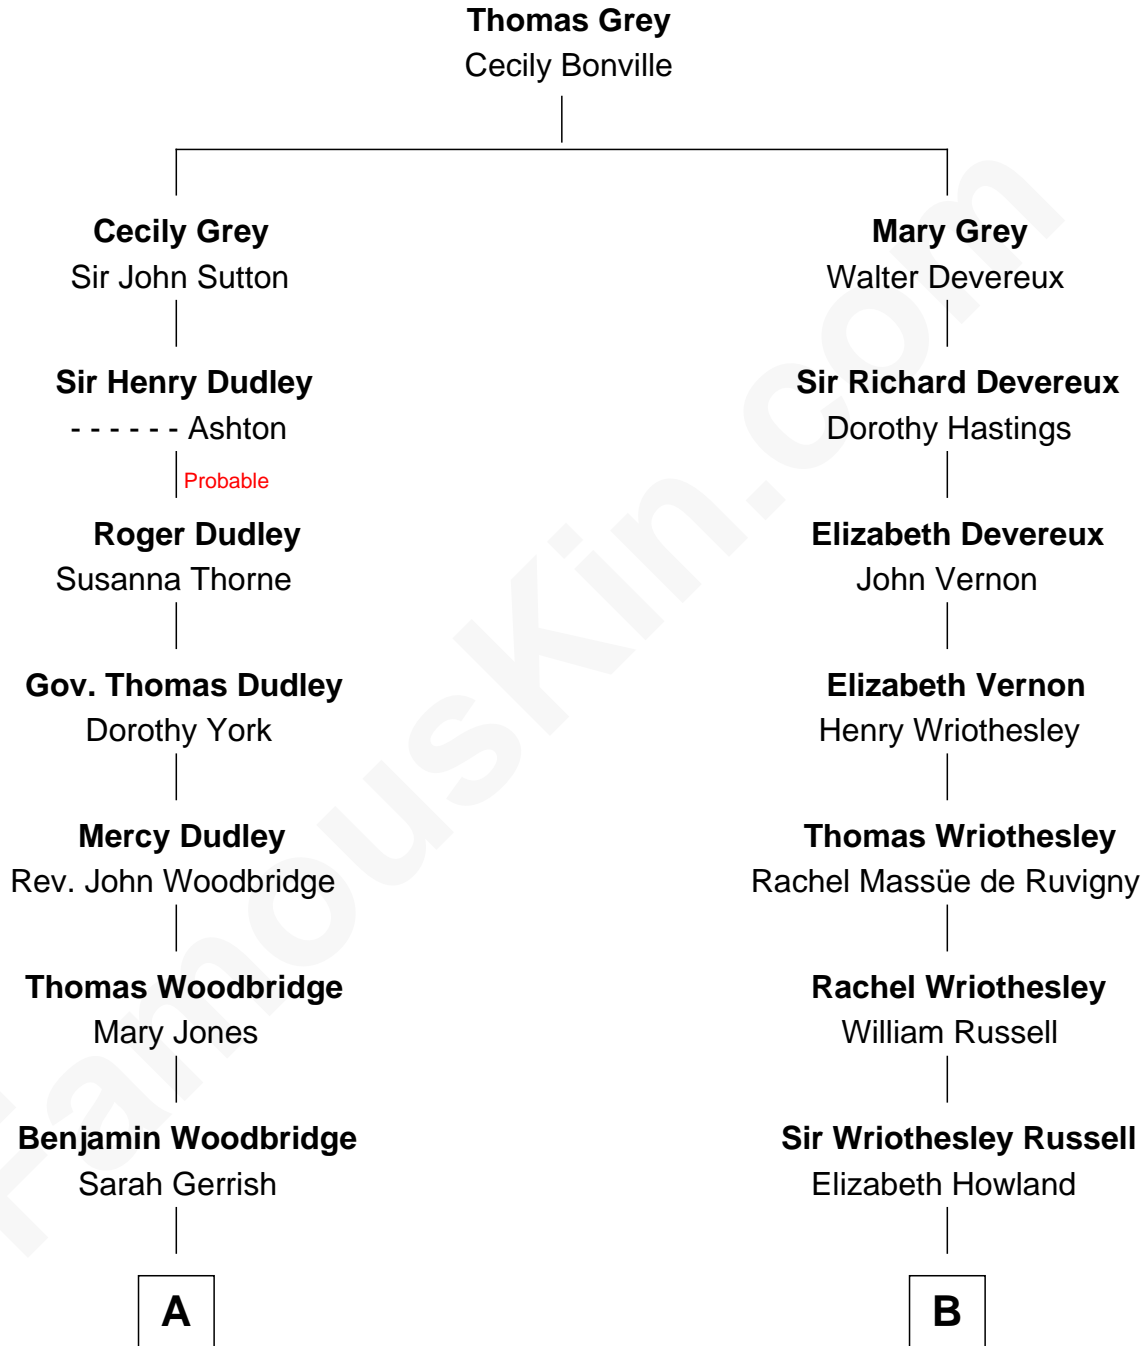 Thomas Grey
Cecily Bonville
Cecily Grey
Sir John Sutton
Mary Grey
Walter Devereux
Sir Henry Dudley
- - - - - - Ashton
Sir Richard Devereux
Dorothy Hastings
Probable
Roger Dudley
Susanna Thorne
Elizabeth Devereux
John Vernon
Gov. Thomas Dudley
Dorothy York
Elizabeth Vernon
Henry Wriothesley
Mercy Dudley
Rev. John Woodbridge
Thomas Wriothesley
Rachel Massüe de Ruvigny
Thomas Woodbridge
Mary Jones
Rachel Wriothesley
William Russell
Benjamin Woodbridge
Sarah Gerrish
Sir Wriothesley Russell
Elizabeth Howland
A
B
FamousKin.com